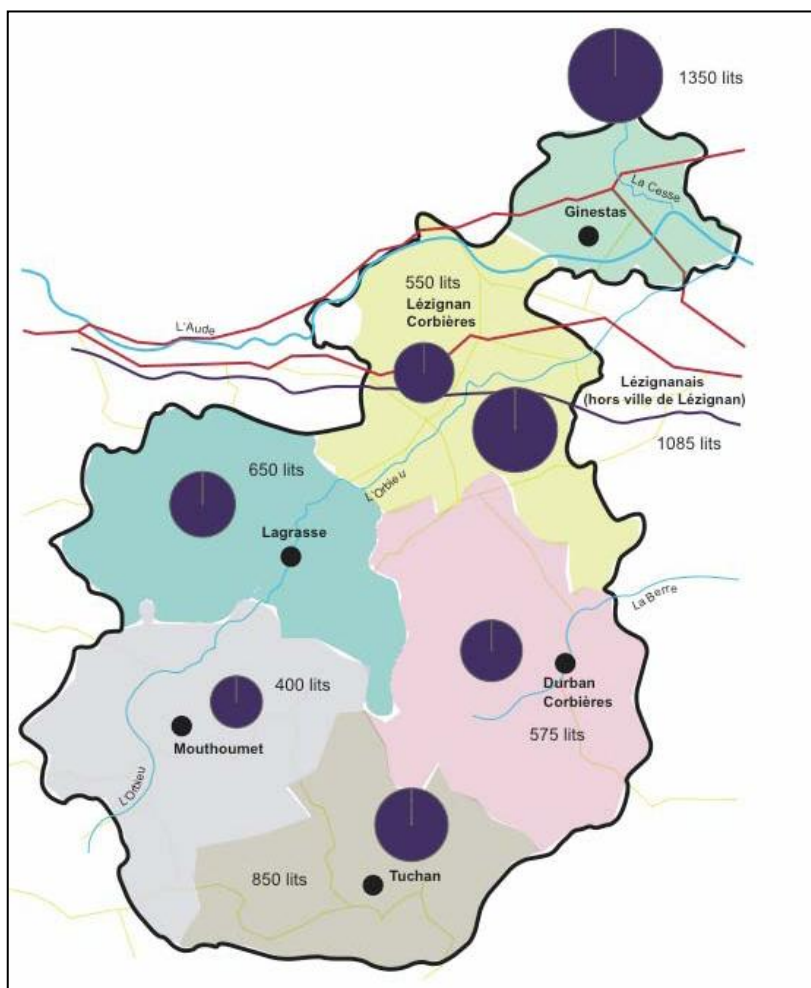 1350 lits
La Cesse
Ginestas
550 lits
Lézignan
Corbières
L'Aude
Lézignanais
(hors ville de Lézignan)
1085 lits
650 lits
L'Orbieu
Lagrasse
La Berre
400 lits
Durban
Corbières
Mouthoumet
575 lits
L'Orbieu
850 lits
Tuchan